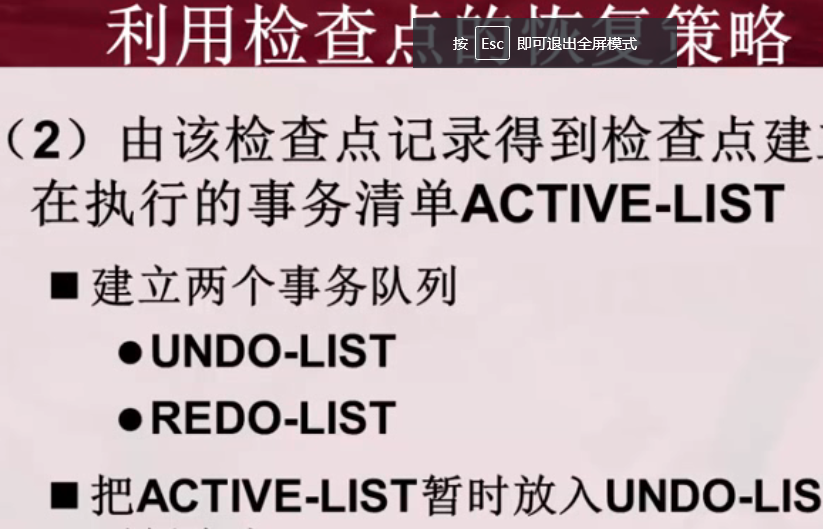 利用检查点的恢复策略
按 Esc 即可退出全屏模式
（2）由该检查点记录得到检查点建
在执行的事务清单ACTIVE-LIST
■ 建立两个事务队列
●UNDO-LIST
●REDO-LIST
■ 把ACTIVE-LIST暂时放入UNDO-LIS